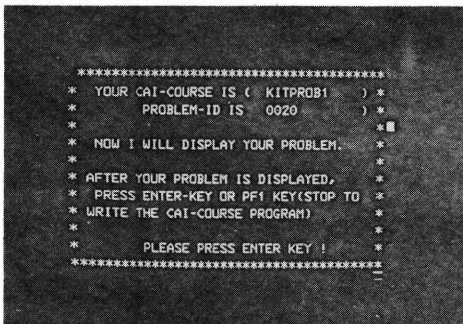 ****************************************
* YOUR CAI-COURSE IS ( KITPROB1 ) *
* PROBLEM-ID IS 0020 ) *
* *
* NOW I WILL DISPLAY YOUR PROBLEM. *
* *
* AFTER YOUR PROBLEM IS DISPLAYED, *
* PRESS ENTER-KEY OR PF1 KEY(STOP TO *
* WRITE THE CAI-COURSE PROGRAM) *
* *
* PLEASE PRESS ENTER KEY ! *
****************************************